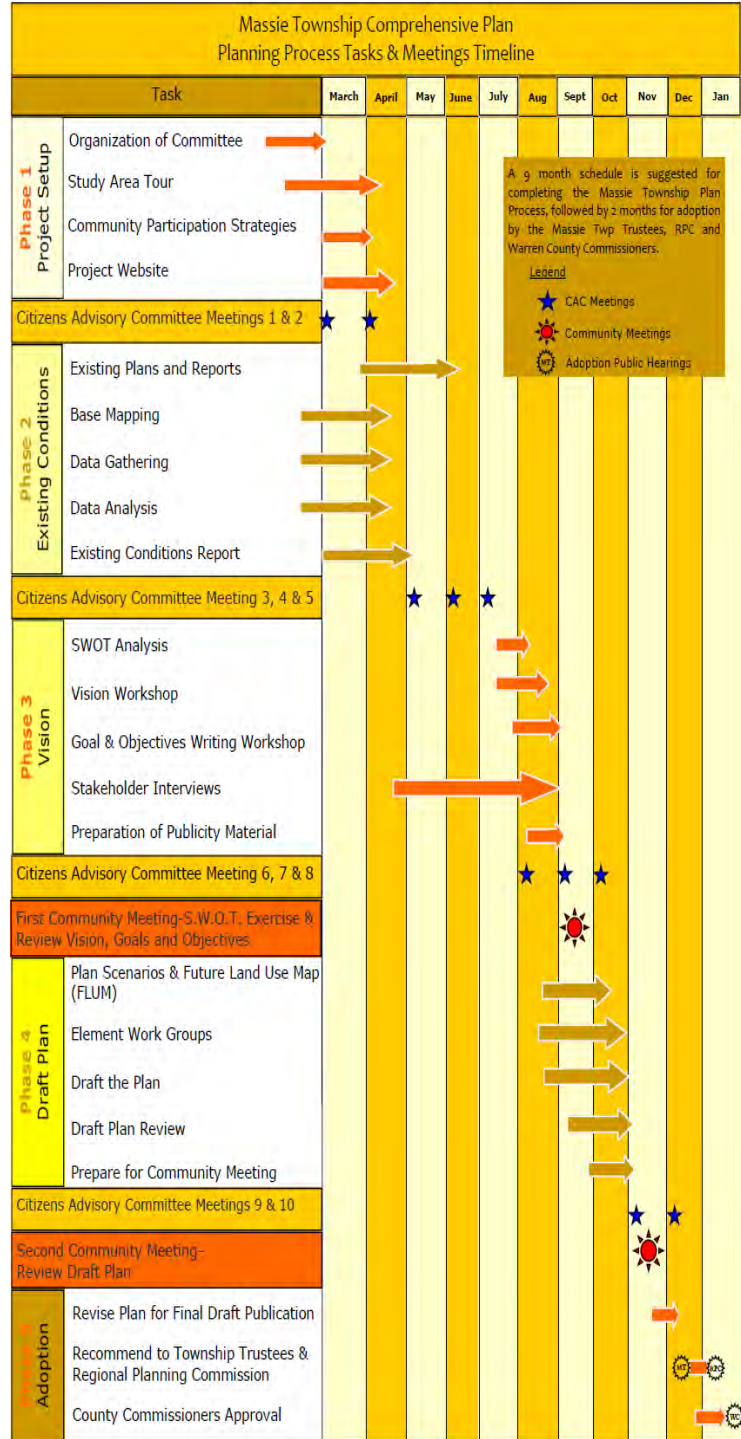 Massie Township Comprehensive Plan
Planning Process Tasks & Meetings Timeline
Task
March
April
May
June
July
Aug
Sept
Oct
Nov
Dec
Jan
Phase 1
Project Setup
Organization of Committee
Study Area Tour
Community Participation Strategies
Project Website
A 9 month schedule is suggested for
completing the Massie Township Plan
Process, followed by 2 months for adoption
by the Massie Twp Trustees, RPC and
Warren County Commissioners.
Legend
CAC Meetings
Community Meetings
MT
Adoption Public Hearings
Citizens Advisory Committee Meetings 1 & 2
Phase 2
Existing Conditions
Existing Plans and Reports
Base Mapping
Data Gathering
Data Analysis
Existing Conditions Report
Citizens Advisory Committee Meeting 3, 4 & 5
Phase 3
Vision
SWOT Analysis
Vision Workshop
Goal & Objectives Writing Workshop
Stakeholder Interviews
Preparation of Publicity Material
Citizens Advisory Committee Meeting 6, 7 & 8
First Community Meeting-S.W.O.T. Exercise &
Review Vision, Goals and Objectives
Phase 4
Draft Plan
Plan Scenarios & Future Land Use Map
(FLUM)
Element Work Groups
Draft the Plan
Draft Plan Review
Prepare for Community Meeting
Citizens Advisory Committee Meetings 9 & 10
Second Community Meeting–
Review Draft Plan
Phase 5
Adoption
Revise Plan for Final Draft Publication
Recommend to Township Trustees &
Regional Planning Commission
MT
RPC
County Commissioners Approval
WC